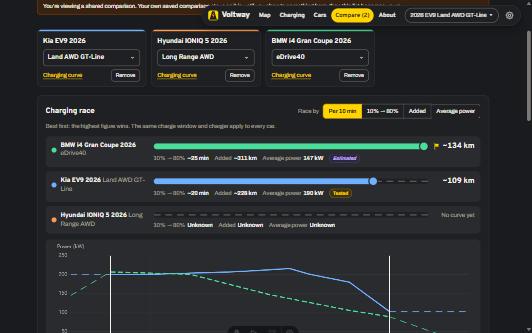 You're viewing a shared comparison. Your own saved comparison
Voltway
Map
Charging
Cars
Compare (2)
About
2026 EV9 Land AWD GT-Line
Kia EV9 2026
Land AWD GT-Line
Charging curve
Remove
Hyundai IONIQ 5 2026
Long Range AWD
Charging curve
Remove
BMW i4 Gran Coupe 2026
eDrive40
Charging curve
Remove
Charging race
Race by
Per 10 min
10% → 80%
Added
Average power
Best first: the highest figure wins. The same charge window and charger apply to every car.
BMW i4 Gran Coupe 2026
eDrive40
~134 km
10% → 80% ~25 min Added ~311 km Average power 147 kW Estimated
Kia EV9 2026 Land AWD GT-
Line
~109 km
10% → 80% ~20 min Added ~228 km Average power 190 kW Tested
Hyundai IONIQ 5 2026 Long
Range AWD
No curve yet
10% → 80% Unknown Added Unknown Average power Unknown
Power (kW)
250
200
150
100
50